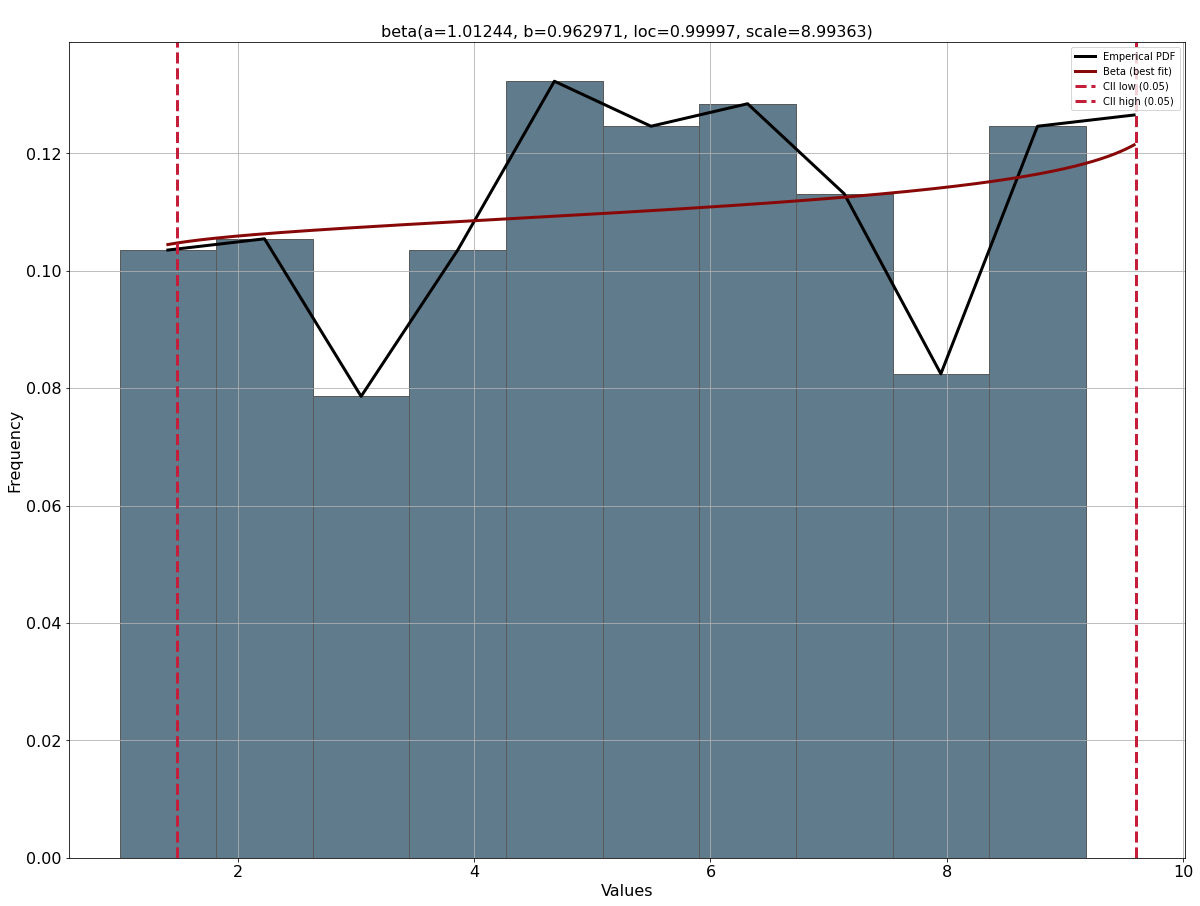 beta(a=1.01244, b=0.962971, loc=0.99997, scale=8.99363)
Emperical PDF
Beta (best fit)
CII low (0.05)
CII high (0.05)
0.12
0.10
0.08
0.06
0.04
0.02
0.00
Frequency
2 4 6 8 10
Values